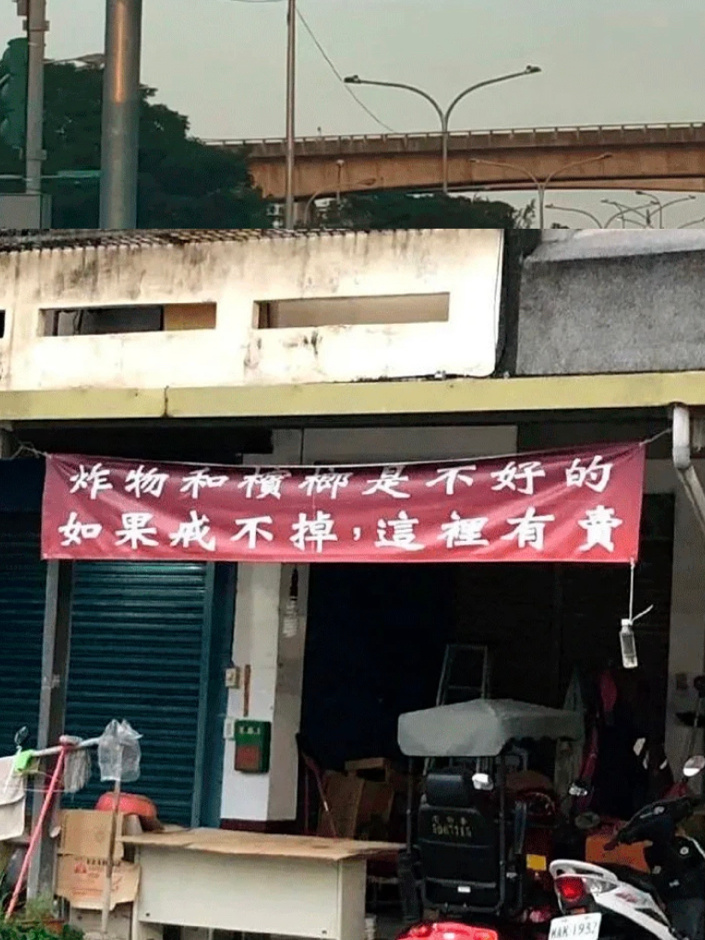 炸物和檳榔是不好的
如果戒不掉，這裡有賣